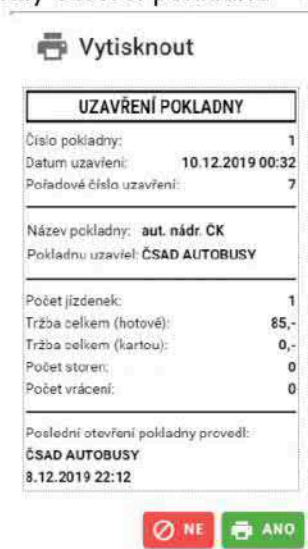 Vytisknout
UZAVŘENÍ POKLADNY
Číslo pokladny: 1
Datum uzavření: 10.12.2019 00:32
Pořadové číslo uzavření: 7
Název pokladny: aut. nádr. ČK
Pokladnu uzavřel: ČSAD AUTOBUSY
Počet jízdenek: 1
Tržba celkem (hotově): 85,-
Tržba celkem (kartou): 0,-
Počet storen: 0
Počet vrácení: 0
Poslední otevření pokladny provedl:
ČSAD AUTOBUSY
8.12.2019 22:12
NE ANO